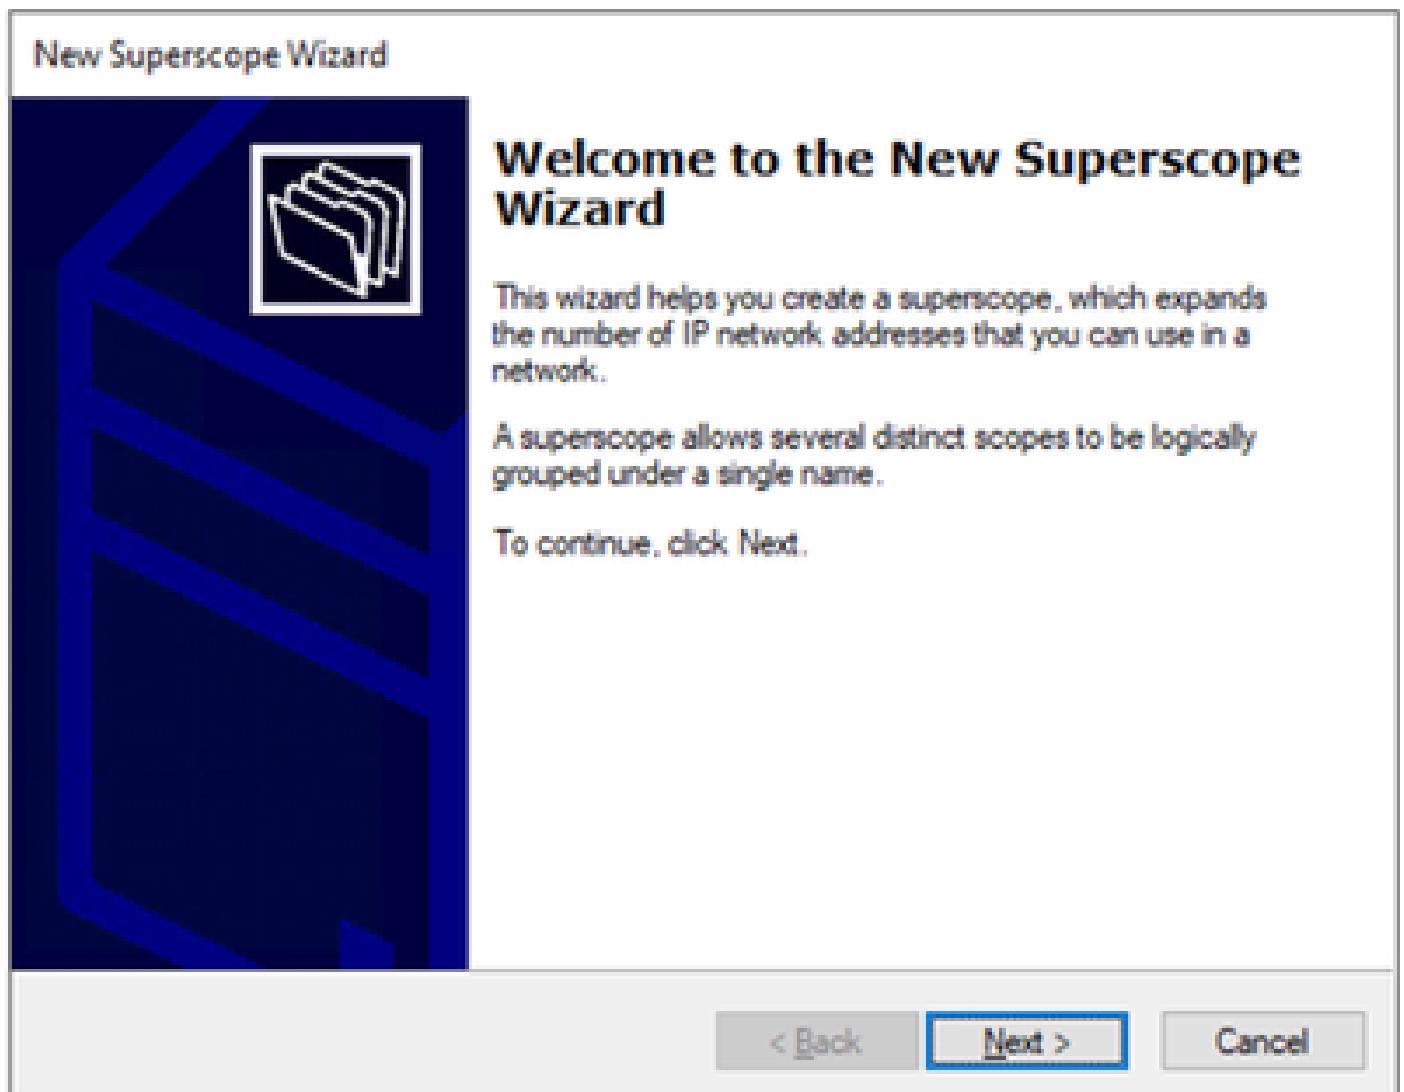 New Superscope Wizard
Welcome to the New Superscope
Wizard
This wizard helps you create a superscope, which expands
the number of IP network addresses that you can use in a
network.
A superscope allows several distinct scopes to be logically
grouped under a single name.
To continue, click Next.
< Back
Next >
Cancel